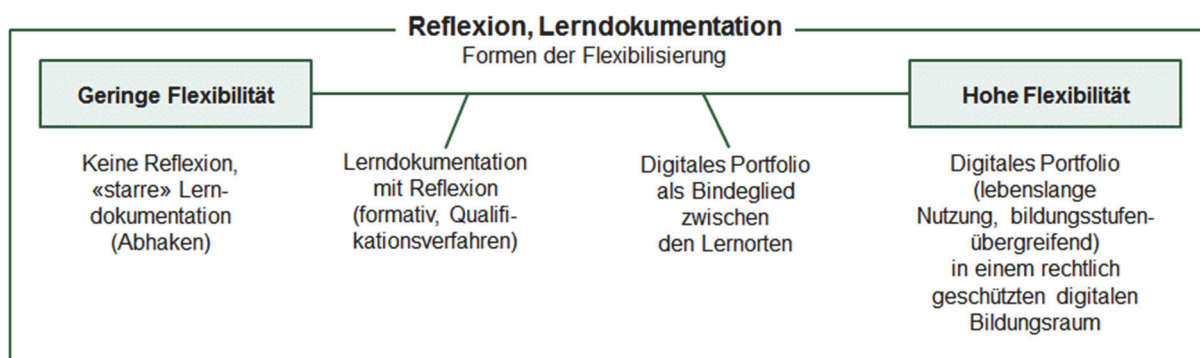 Reflexion, Lerndokumentation
Formen der Flexibilisierung
Geringe Flexibilität
Hohe Flexibilität
Keine Reflexion,
«starre» Lern-
dokumentation
(Abhaken)
Lerndokumentation
mit Reflexion
(formativ, Qualifi-
kationsverfahren)
Digitales Portfolio
als Bindeglied
zwischen
den Lernorten
Digitales Portfolio
(lebenslange
Nutzung, bildungsstufen-
übergreifend)
in einem rechtlich
geschützten digitalen
Bildungsraum